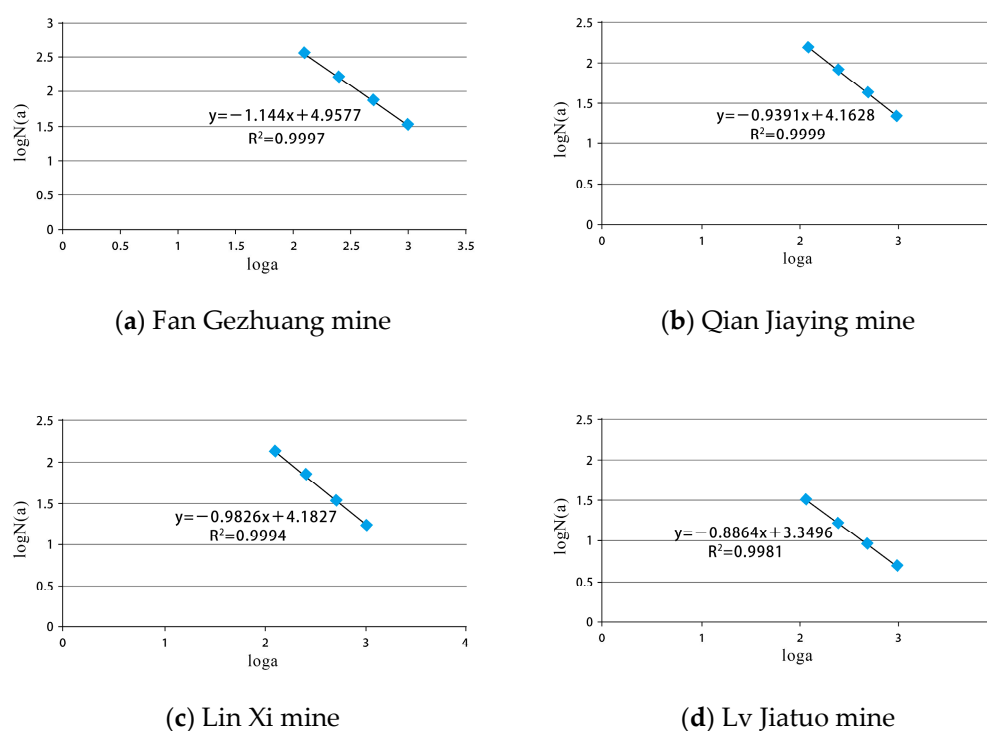 3
2.5
2
1.5
1
0.5
0
logN(a)
y=−1.144x+4.9577
R²=0.9997
0 0.5 1 1.5 2 2.5 3 3.5
loga
(a) Fan Gezhuang mine
2.5
2
1.5
1
0.5
0
logN(a)
y=−0.9391x+4.1628
R²=0.9999
0 1 2 3
loga
(b) Qian Jiaying mine
2.5
2
1.5
1
0.5
0
logN(a)
y=−0.9826x+4.1827
R²=0.9994
0 1 2 3 4
loga
(c) Lin Xi mine
2.5
2
1.5
1
0.5
0
logN(a)
y=−0.8864x+3.3496
R²=0.9981
0 1 2 3
loga
(d) Lv Jiatuo mine